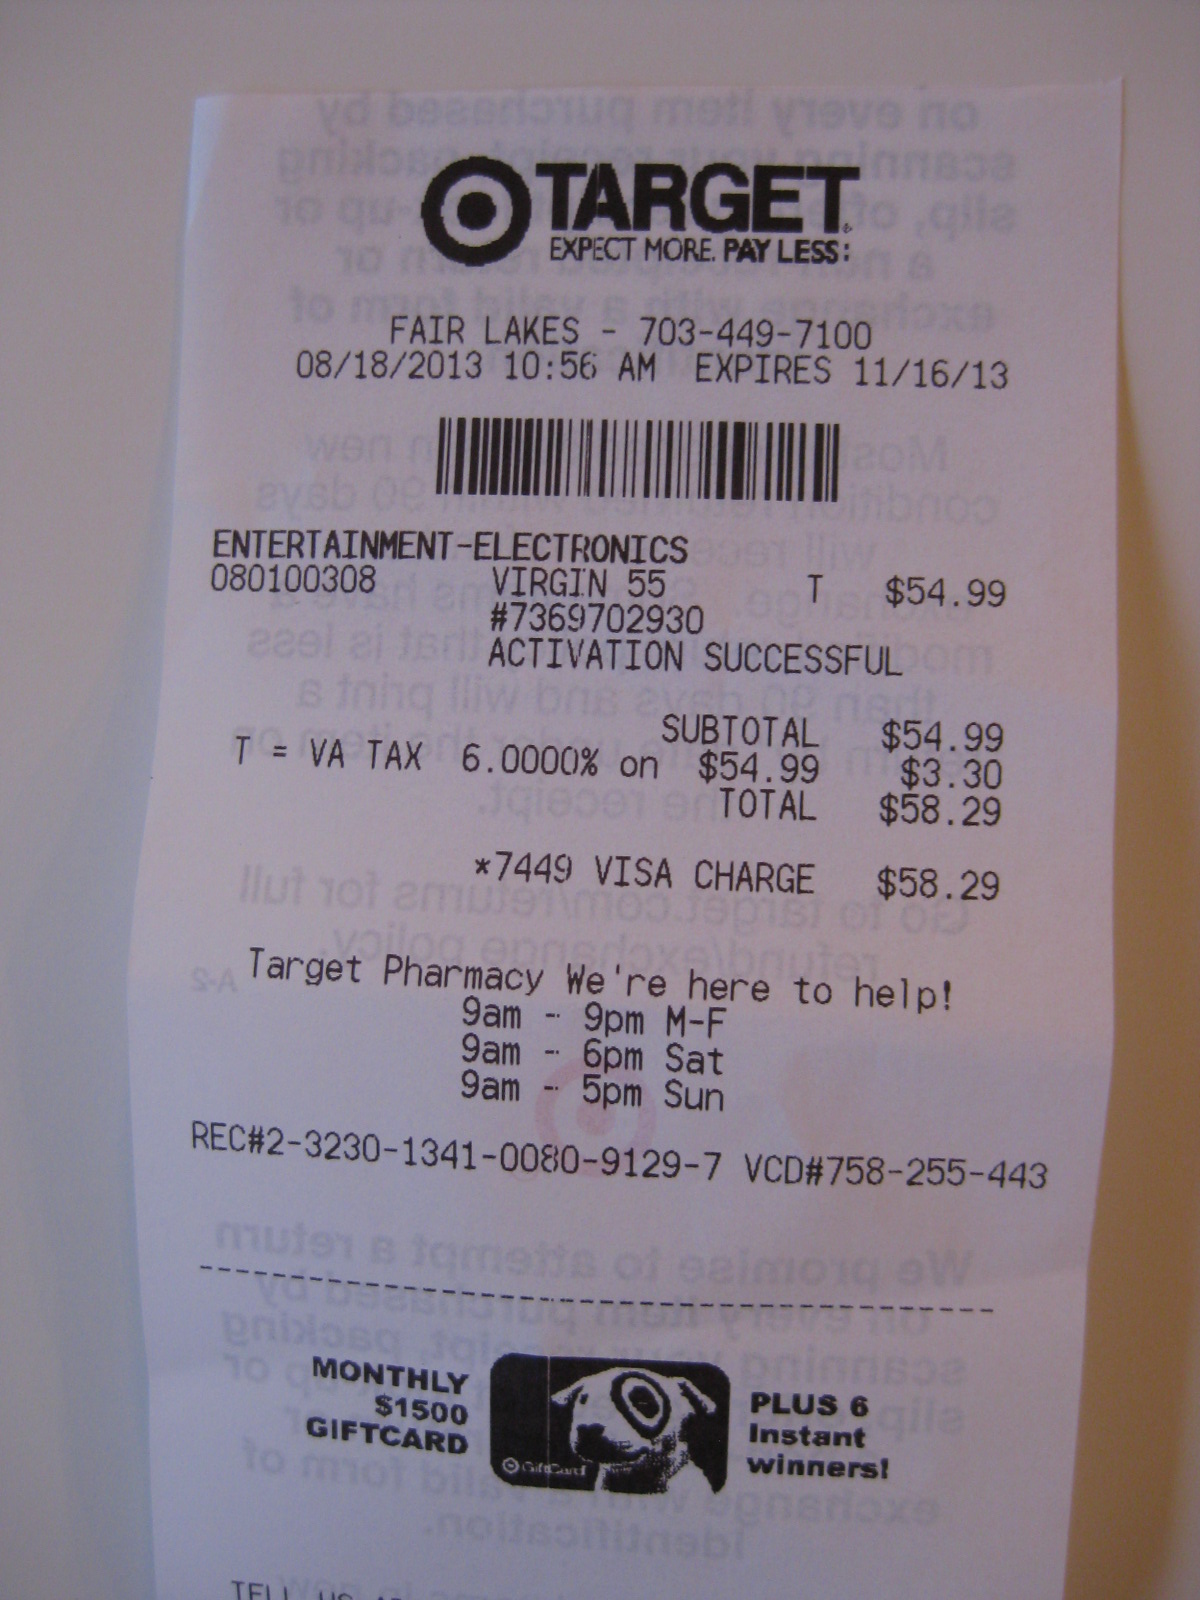 TARGET
EXPECT MORE. PAY LESS:
FAIR LAKES - 703-449-7100
08/18/2013 10:56 AM EXPIRES 11/16/13
ENTERTAINMENT-ELECTRONICS
080100308 VIRGIN 55 T $54.99
#7369702930
ACTIVATION SUCCESSFUL
SUBTOTAL $54.99
T = VA TAX 6.0000% on $54.99 $3.30
TOTAL $58.29
*7449 VISA CHARGE $58.29
Target Pharmacy We're here to help!
9am - 9pm M-F
9am - 6pm Sat
9am - 5pm Sun
REC#2-3230-1341-0080-9129-7 VCD#758-255-443
MONTHLY
$1500
GIFTCARD
GiftCard
PLUS 6
Instant
winners!
TELL US